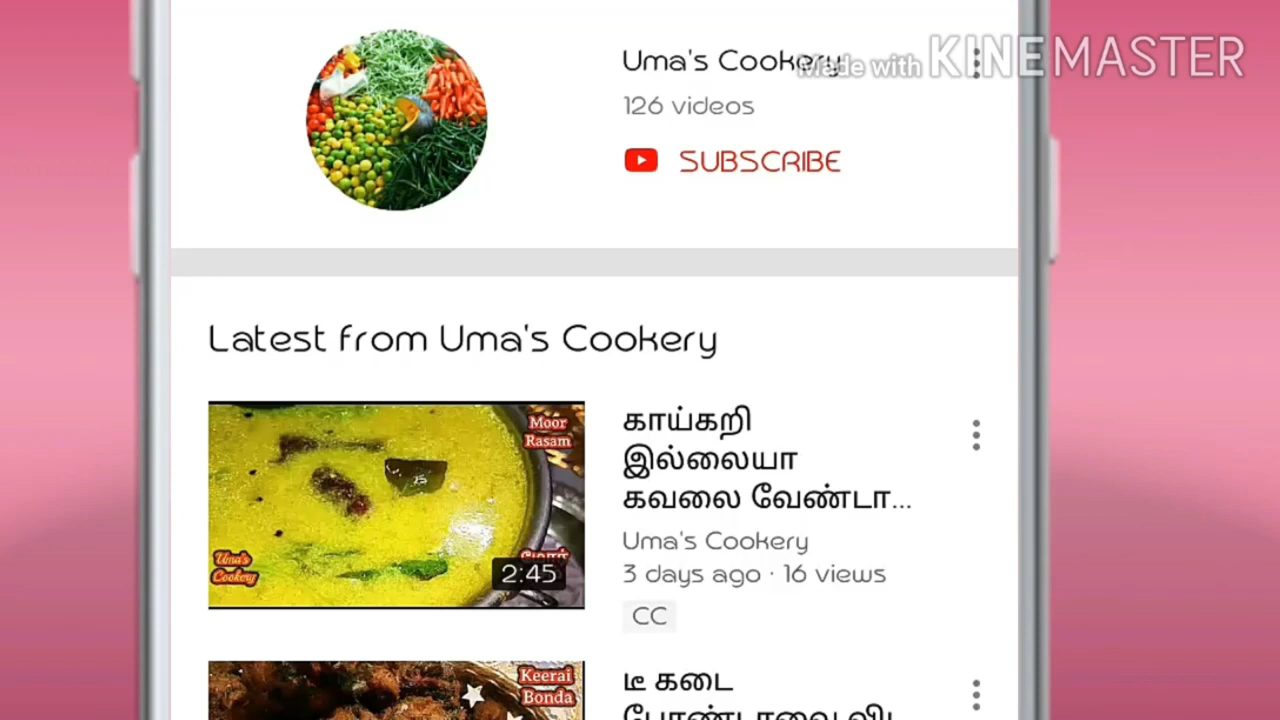 Uma's Cookery
Made with KINEMASTER
126 videos
SUBSCRIBE
Latest from Uma's Cookery
Moor
Rasam
Uma's
Cookery
மோர்
2:45
காய்கறி
இல்லையா
கவலை வேண்டா...
Uma's Cookery
3 days ago · 16 views
CC
Keerai
Bonda
டீ கடை